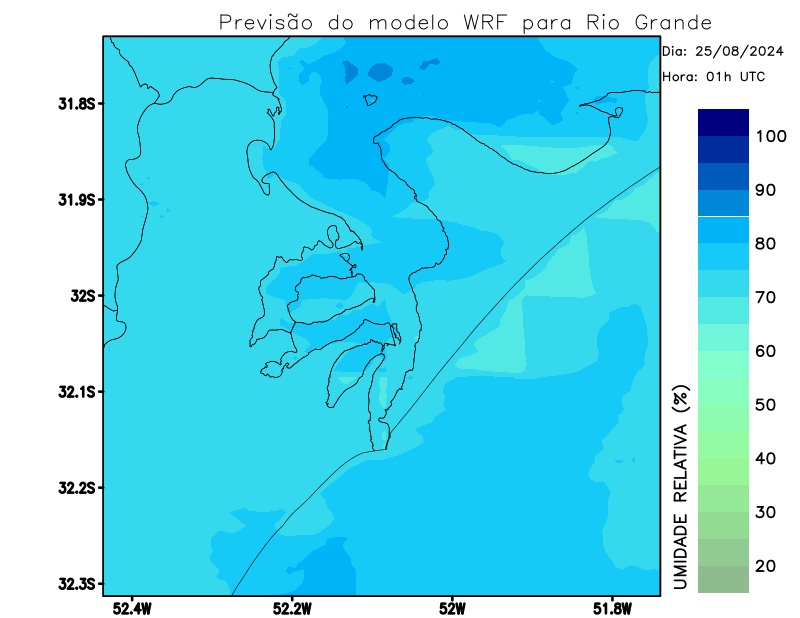 Previsão do modelo WRF para Rio Grande
Dia: 25/08/2024
Hora: 01h UTC
31.8S
31.9S
32S
32.1S
32.2S
32.3S
52.4W
52.2W
52W
51.8W
100
90
80
70
60
50
40
30
20
UMIDADE RELATIVA (%)